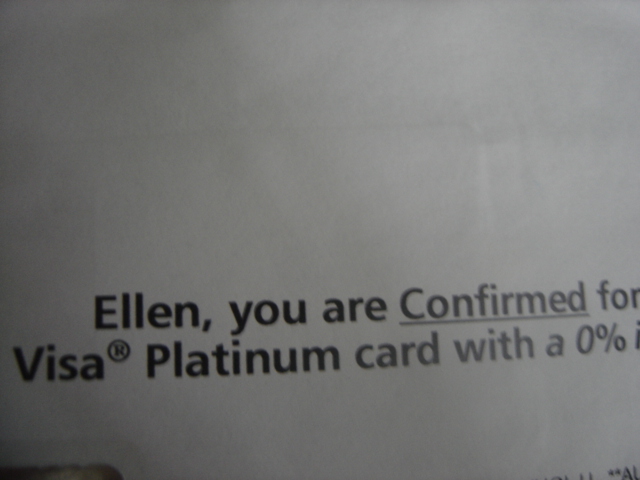 Ellen, you are Confirmed for
Visa® Platinum card with a 0%